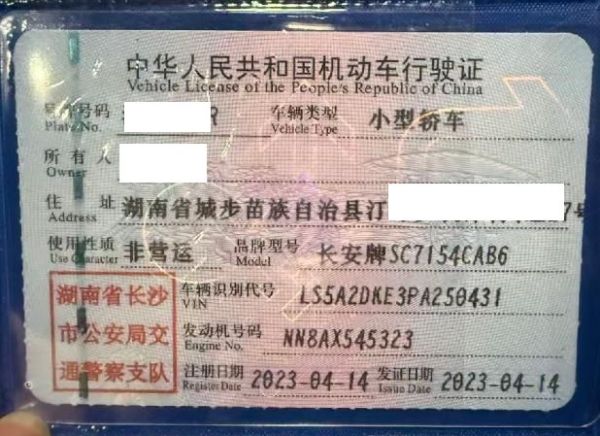 中华人民共和国机动车行驶证
Vehicle License of the People's Republic of China
号牌号码 R 车辆类型 小型轿车
Plate No. Vehicle Type
所有人
Owner
住址 湖南省城步苗族自治县汀 7号
Address
使用性质 非营运 品牌型号 长安牌SC7154CAB6
Use Character Model
湖南省长沙 车辆识别代号 LS5A2DKE3PA250431
VIN
市公安局交 发动机号码 NN8AX545323
Engine No.
通警察支队 注册日期 2023-04-14 发证日期 2023-04-14
Register Date Issue Date